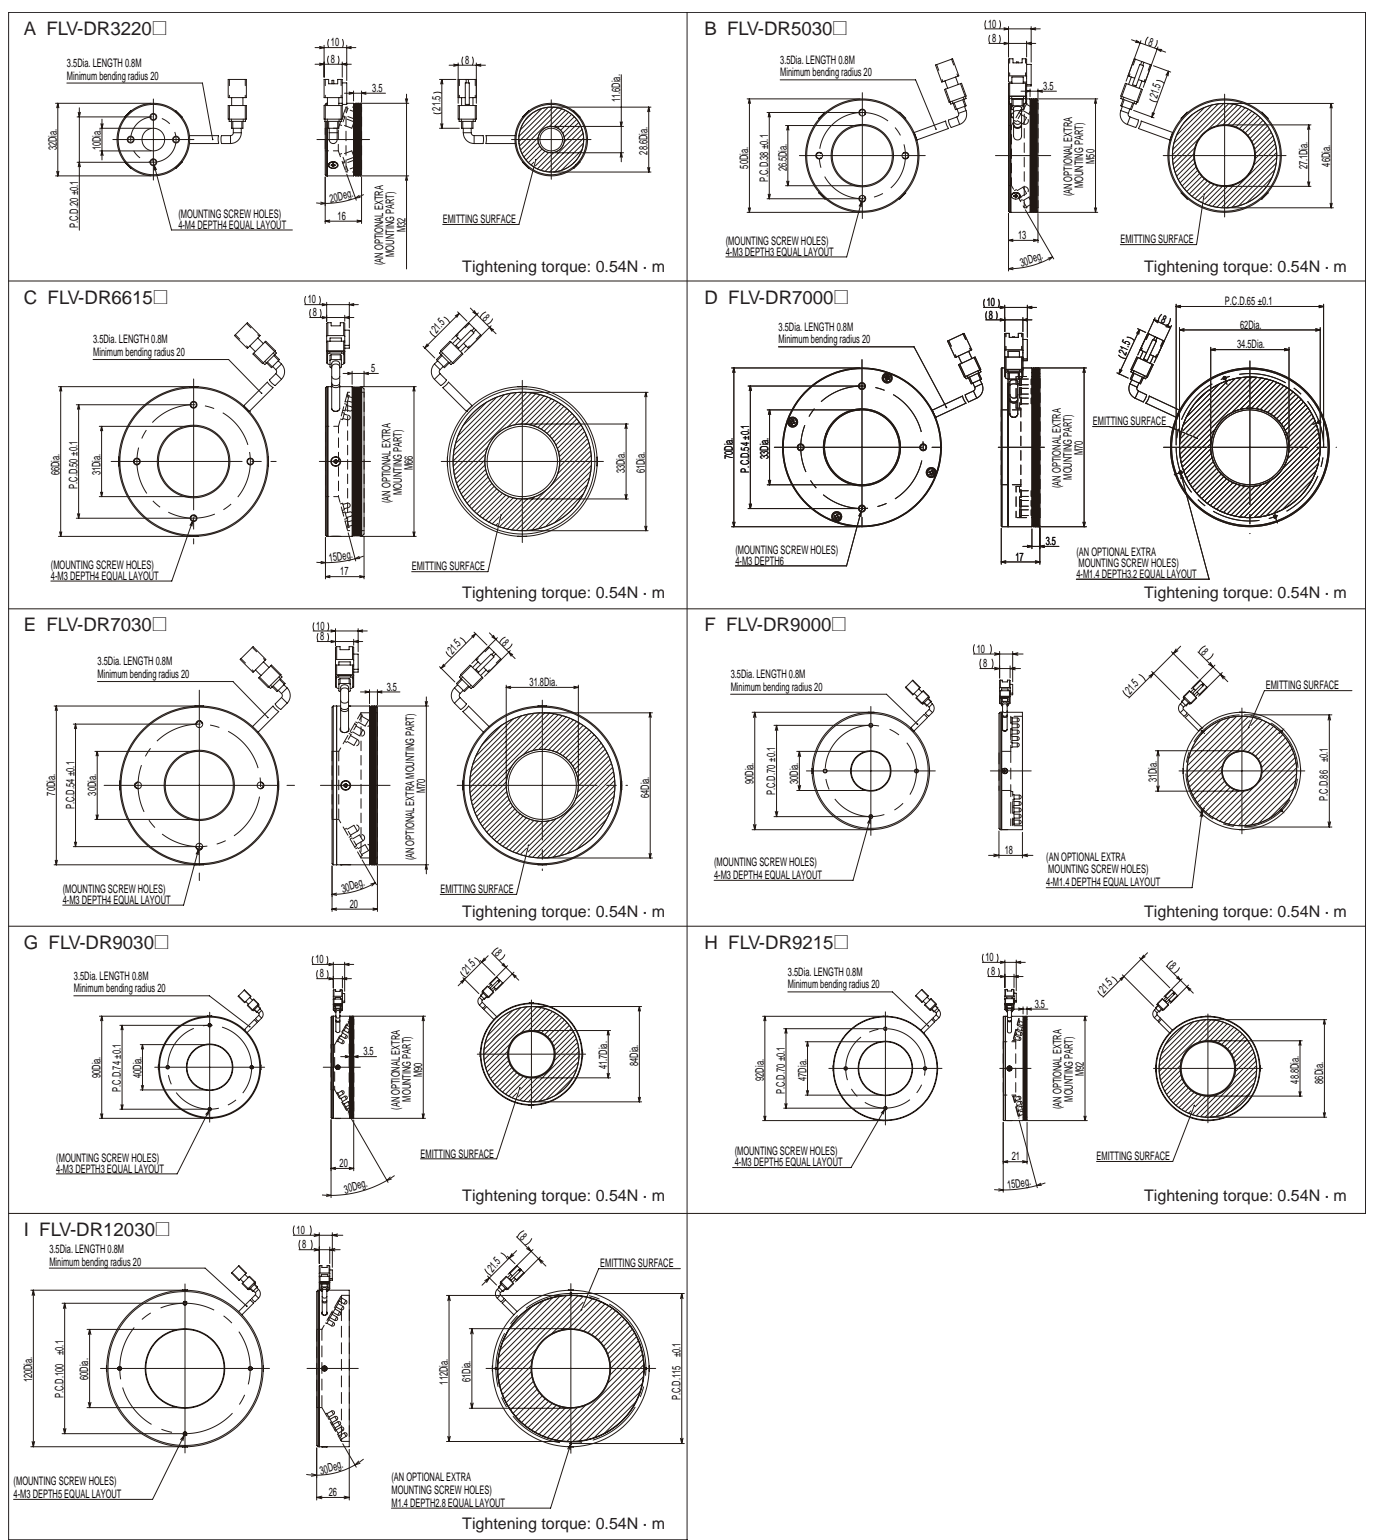 A FLV-DR3220□
3.5Dia. LENGTH 0.8M
Minimum bending radius 20
32Dia.
P.C.D.20 ±0.1
10Dia.
(MOUNTING SCREW HOLES)
4-M4 DEPTH4 EQUAL LAYOUT
(10)
(8)
3.5
20Deg.
16
(AN OPTIONAL EXTRA
MOUNTING PART)
M32
(8)
(21.5)
11.6Dia.
28.6Dia.
EMITTING SURFACE
Tightening torque: 0.54N · m
B FLV-DR5030□
3.5Dia. LENGTH 0.8M
Minimum bending radius 20
50Dia.
P.C.D.38 ±0.1
26.5Dia.
(MOUNTING SCREW HOLES)
4-M3 DEPTH3 EQUAL LAYOUT
(10)
(8)
3.5
13
30Deg.
(AN OPTIONAL EXTRA
MOUNTING PART)
M50
(8)
(21.5)
27.1Dia.
46Dia.
EMITTING SURFACE
Tightening torque: 0.54N · m
C FLV-DR6615□
3.5Dia. LENGTH 0.8M
Minimum bending radius 20
66Dia.
P.C.D.50 ±0.1
31Dia.
(MOUNTING SCREW HOLES)
4-M3 DEPTH4 EQUAL LAYOUT
(10)
(8)
5
15Deg.
17
(AN OPTIONAL EXTRA
MOUNTING PART)
M66
(21.5)
(8)
33Dia.
61Dia.
EMITTING SURFACE
Tightening torque: 0.54N · m
D FLV-DR7000□
3.5Dia. LENGTH 0.8M
Minimum bending radius 20
70Dia.
P.C.D.54 ±0.1
33Dia.
(MOUNTING SCREW HOLES)
4-M3 DEPTH6
(10)
(8)
3.5
17
(AN OPTIONAL EXTRA
MOUNTING PART)
M70
P.C.D.65 ±0.1
(8)
62Dia.
(21.5)
34.5Dia.
EMITTING SURFACE
(AN OPTIONAL EXTRA
MOUNTING SCREW HOLES)
4-M1.4 DEPTH3.2 EQUAL LAYOUT
Tightening torque: 0.54N · m
E FLV-DR7030□
3.5Dia. LENGTH 0.8M
Minimum bending radius 20
70Dia.
P.C.D.54 ±0.1
30Dia.
(MOUNTING SCREW HOLES)
4-M3 DEPTH4 EQUAL LAYOUT
(10)
(8)
3.5
30Deg.
20
(AN OPTIONAL EXTRA MOUNTING PART)
M70
(21.5)
(8)
31.8Dia.
64Dia.
EMITTING SURFACE
Tightening torque: 0.54N · m
F FLV-DR9000□
3.5Dia. LENGTH 0.8M
Minimum bending radius 20
90Dia.
P.C.D.70 ±0.1
30Dia.
(MOUNTING SCREW HOLES)
4-M3 DEPTH4 EQUAL LAYOUT
(10)
(8)
18
(21.5)
(8)
EMITTING SURFACE
31Dia.
P.C.D.86 ±0.1
(AN OPTIONAL EXTRA
MOUNTING SCREW HOLES)
4-M1.4 DEPTH4 EQUAL LAYOUT
Tightening torque: 0.54N · m
G FLV-DR9030□
3.5Dia. LENGTH 0.8M
Minimum bending radius 20
90Dia.
P.C.D.74 ±0.1
40Dia.
(MOUNTING SCREW HOLES)
4-M3 DEPTH3 EQUAL LAYOUT
(10)
(8)
3.5
20
30Deg.
(AN OPTIONAL EXTRA
MOUNTING PART)
M90
(21.5)
(8)
41.7Dia.
84Dia.
EMITTING SURFACE
Tightening torque: 0.54N · m
H FLV-DR9215□
3.5Dia. LENGTH 0.8M
Minimum bending radius 20
92Dia.
P.C.D.70 ±0.1
47Dia.
(MOUNTING SCREW HOLES)
4-M3 DEPTH5 EQUAL LAYOUT
(10)
(8)
3.5
21
15Deg.
(AN OPTIONAL EXTRA
MOUNTING PART)
M92
(21.5)
(8)
48.8Dia.
86Dia.
EMITTING SURFACE
Tightening torque: 0.54N · m
I FLV-DR12030□
3.5Dia. LENGTH 0.8M
Minimum bending radius 20
120Dia.
P.C.D.100 ±0.1
60Dia.
(MOUNTING SCREW HOLES)
4-M3 DEPTH5 EQUAL LAYOUT
(10)
(8)
30Deg.
26
(21.5)
(8)
EMITTING SURFACE
112Dia.
61Dia.
P.C.D.115 ±0.1
(AN OPTIONAL EXTRA
MOUNTING SCREW HOLES)
M1.4 DEPTH2.8 EQUAL LAYOUT
Tightening torque: 0.54N · m